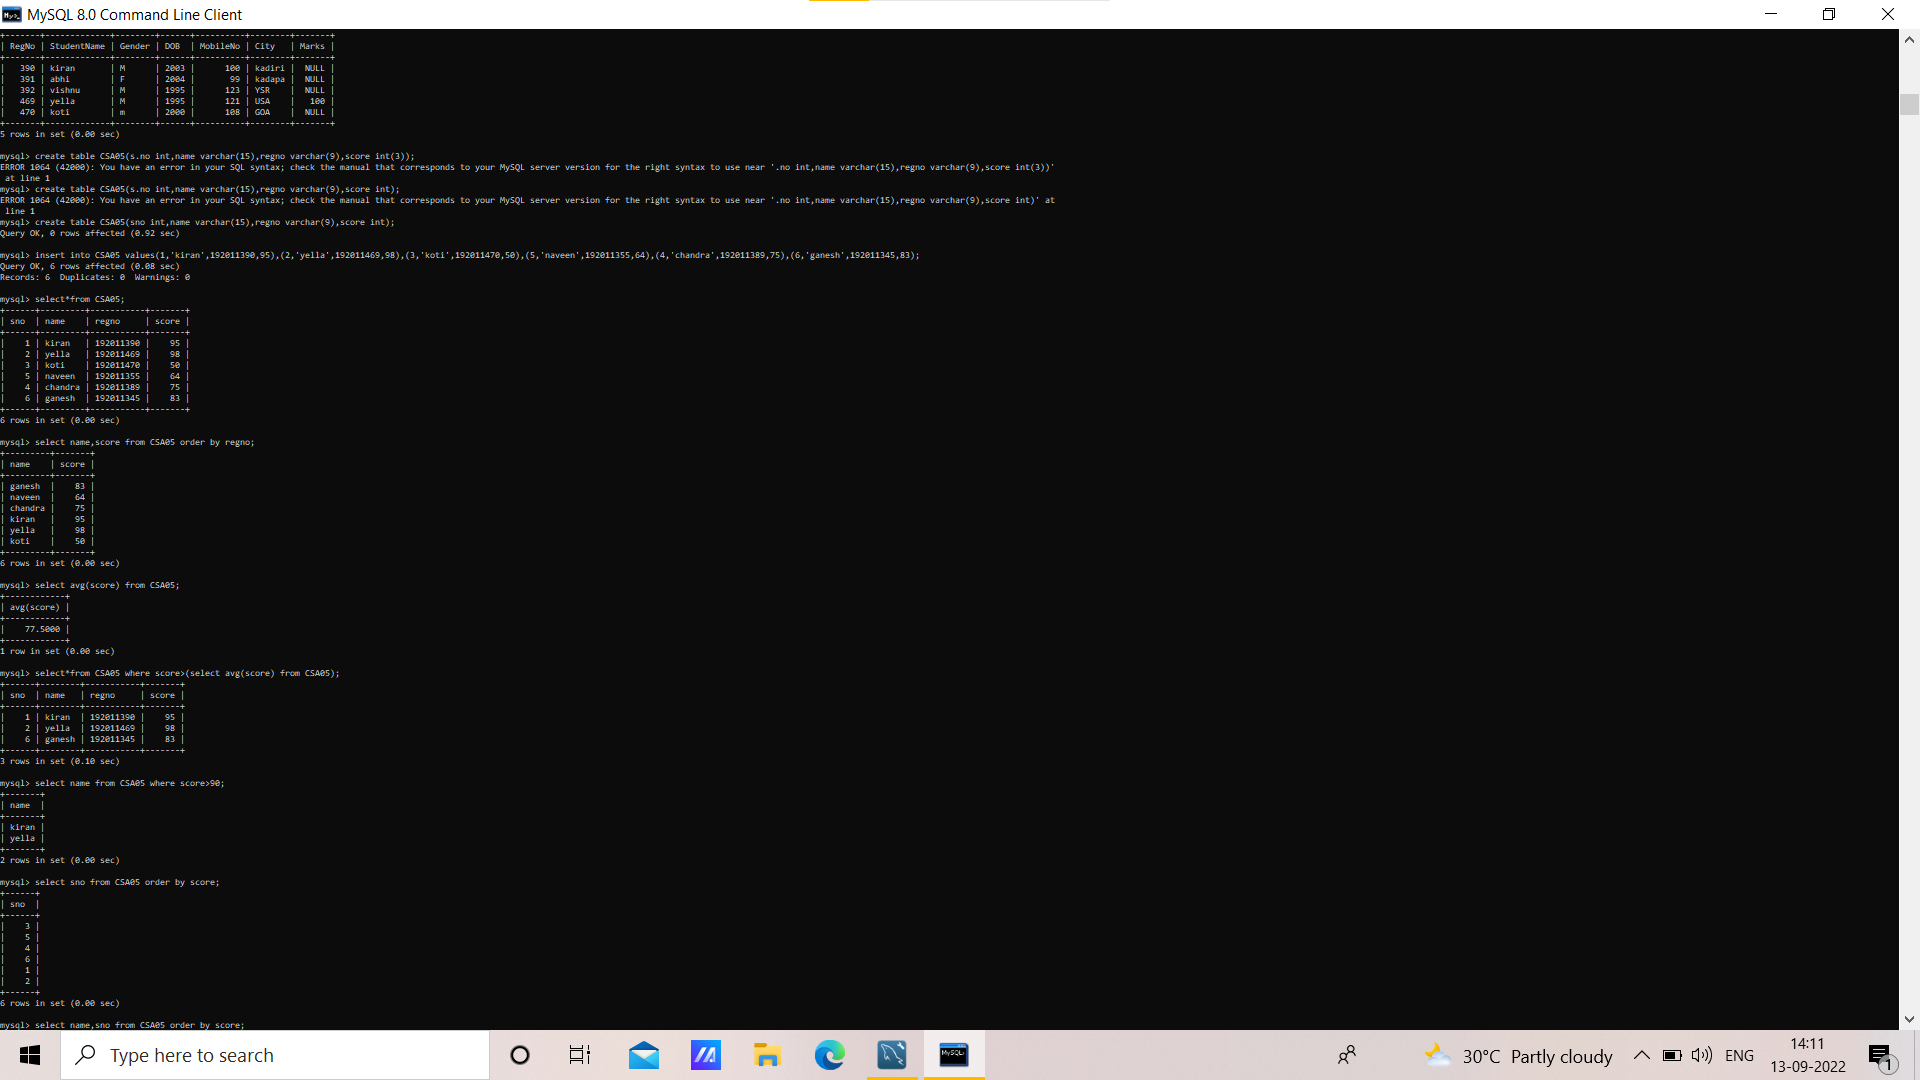 MySQL 8.0 Command Line Client
+-------+-------------+--------+------+----------+--------+-------+
| RegNo | StudentName | Gender | DOB  | MobileNo | City   | Marks |
+-------+-------------+--------+------+----------+--------+-------+
|   390 | kiran       | M      | 2003 |      100 | kadiri |  NULL |
|   391 | abhi        | F      | 2004 |       99 | kadapa |  NULL |
|   392 | vishnu      | M      | 1995 |      123 | YSR    |  NULL |
|   469 | yella       | M      | 1995 |      121 | USA    |   100 |
|   470 | koti        | m      | 2000 |      108 | GOA    |  NULL |
+-------+-------------+--------+------+----------+--------+-------+
5 rows in set (0.00 sec)
mysql> create table CSA05(s.no int,name varchar(15),regno varchar(9),score int(3));
ERROR 1064 (42000): You have an error in your SQL syntax; check the manual that corresponds to your MySQL server version for the right syntax to use near '.no int,name varchar(15),regno varchar(9),score int(3))'
 at line 1
mysql> create table CSA05(s.no int,name varchar(15),regno varchar(9),score int);
ERROR 1064 (42000): You have an error in your SQL syntax; check the manual that corresponds to your MySQL server version for the right syntax to use near '.no int,name varchar(15),regno varchar(9),score int)' at
 line 1
mysql> create table CSA05(sno int,name varchar(15),regno varchar(9),score int);
Query OK, 0 rows affected (0.92 sec)
mysql> insert into CSA05 values(1,'kiran',192011390,95),(2,'yella',192011469,98),(3,'koti',192011470,50),(5,'naveen',192011355,64),(4,'chandra',192011389,75),(6,'ganesh',192011345,83);
Query OK, 6 rows affected (0.08 sec)
Records: 6  Duplicates: 0  Warnings: 0
mysql> select*from CSA05;
+------+---------+-----------+-------+
| sno  | name    | regno     | score |
+------+---------+-----------+-------+
|    1 | kiran   | 192011390 |    95 |
|    2 | yella   | 192011469 |    98 |
|    3 | koti    | 192011470 |    50 |
|    5 | naveen  | 192011355 |    64 |
|    4 | chandra | 192011389 |    75 |
|    6 | ganesh  | 192011345 |    83 |
+------+---------+-----------+-------+
6 rows in set (0.00 sec)
mysql> select name,score from CSA05 order by regno;
+---------+-------+
| name    | score |
+---------+-------+
| ganesh  |    83 |
| naveen  |    64 |
| chandra |    75 |
| kiran   |    95 |
| yella   |    98 |
| koti    |    50 |
+---------+-------+
6 rows in set (0.00 sec)
mysql> select avg(score) from CSA05;
+------------+
| avg(score) |
+------------+
|    77.5000 |
+------------+
1 row in set (0.00 sec)
mysql> select*from CSA05 where score>(select avg(score) from CSA05);
+------+--------+-----------+-------+
| sno  | name   | regno     | score |
+------+--------+-----------+-------+
|    1 | kiran  | 192011390 |    95 |
|    2 | yella  | 192011469 |    98 |
|    6 | ganesh | 192011345 |    83 |
+------+--------+-----------+-------+
3 rows in set (0.10 sec)
mysql> select name from CSA05 where score>90;
+-------+
| name  |
+-------+
| kiran |
| yella |
+-------+
2 rows in set (0.00 sec)
mysql> select sno from CSA05 order by score;
+------+
| sno  |
+------+
|    3 |
|    5 |
|    4 |
|    6 |
|    1 |
|    2 |
+------+
6 rows in set (0.00 sec)
mysql> select name,sno from CSA05 order by score;
Type here to search
30°C Partly cloudy
ENG
14:11
13-09-2022
1